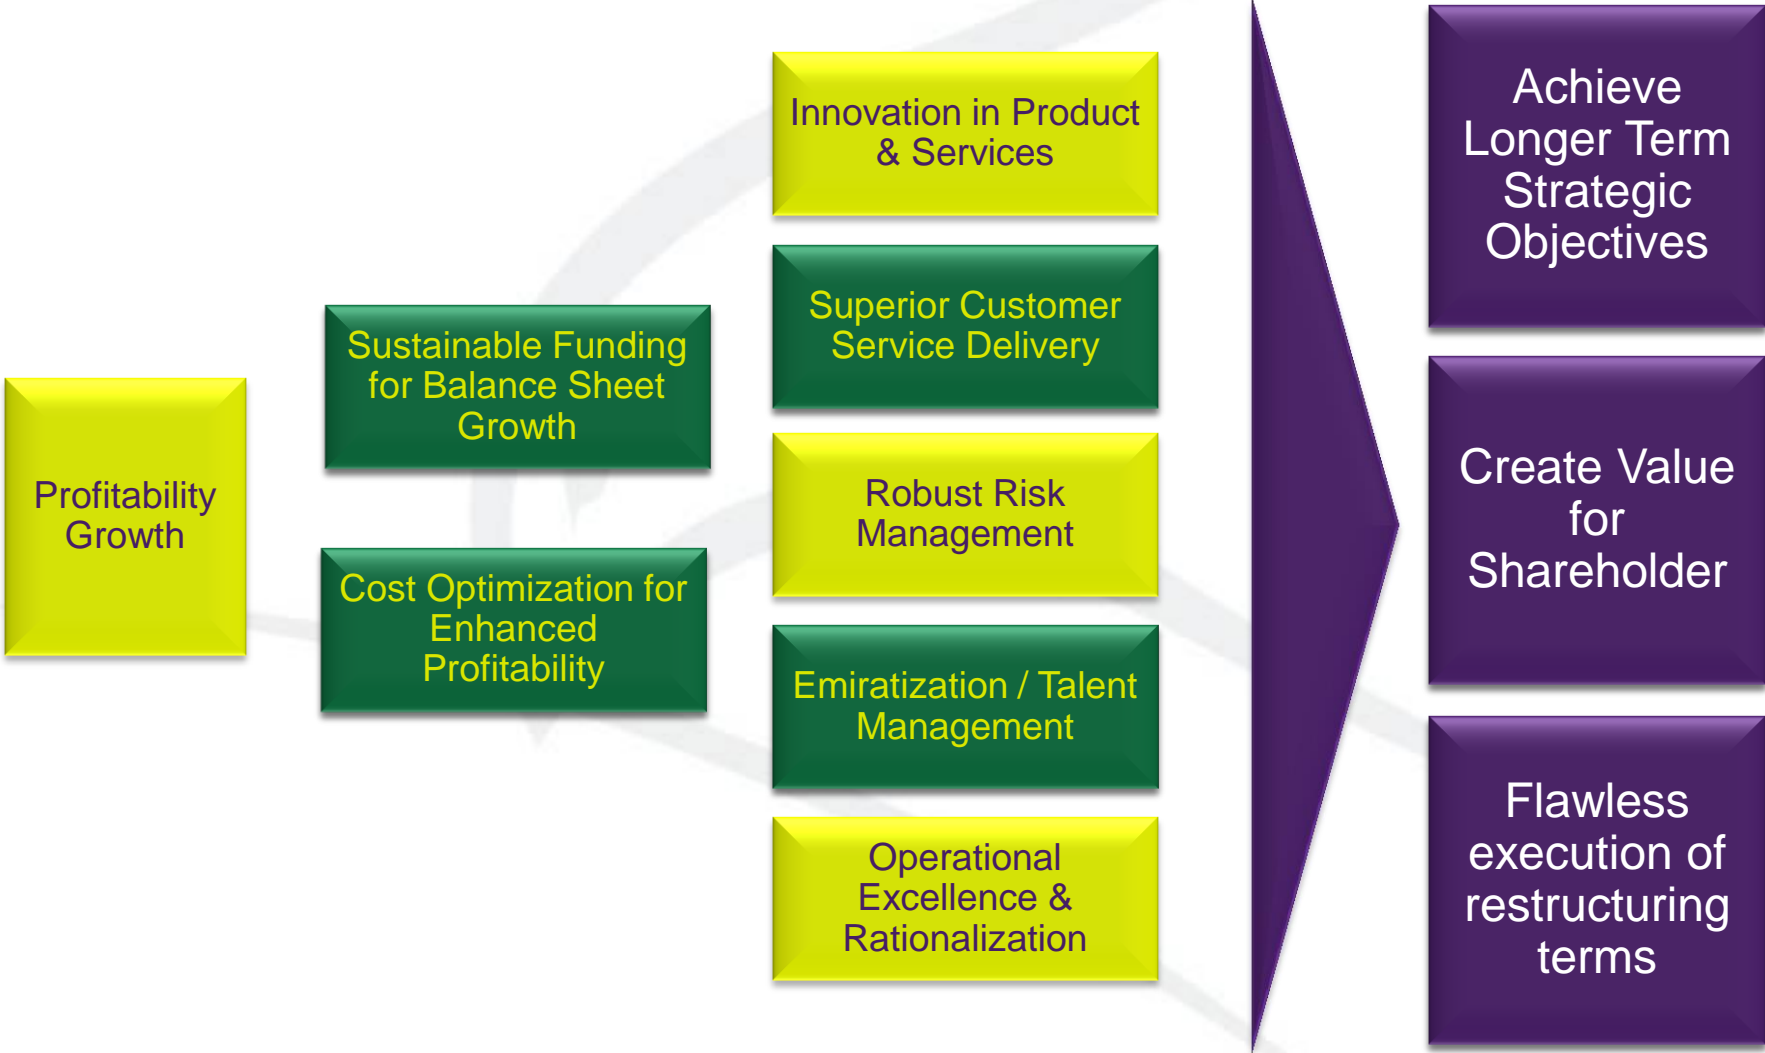 Profitability
Growth
Sustainable Funding
for Balance Sheet
Growth
Cost Optimization for
Enhanced
Profitability
Innovation in Product
& Services
Superior Customer
Service Delivery
Robust Risk
Management
Emiratization / Talent
Management
Operational
Excellence &
Rationalization
Achieve
Longer Term
Strategic
Objectives
Create Value
for
Shareholder
Flawless
execution of
restructuring
terms